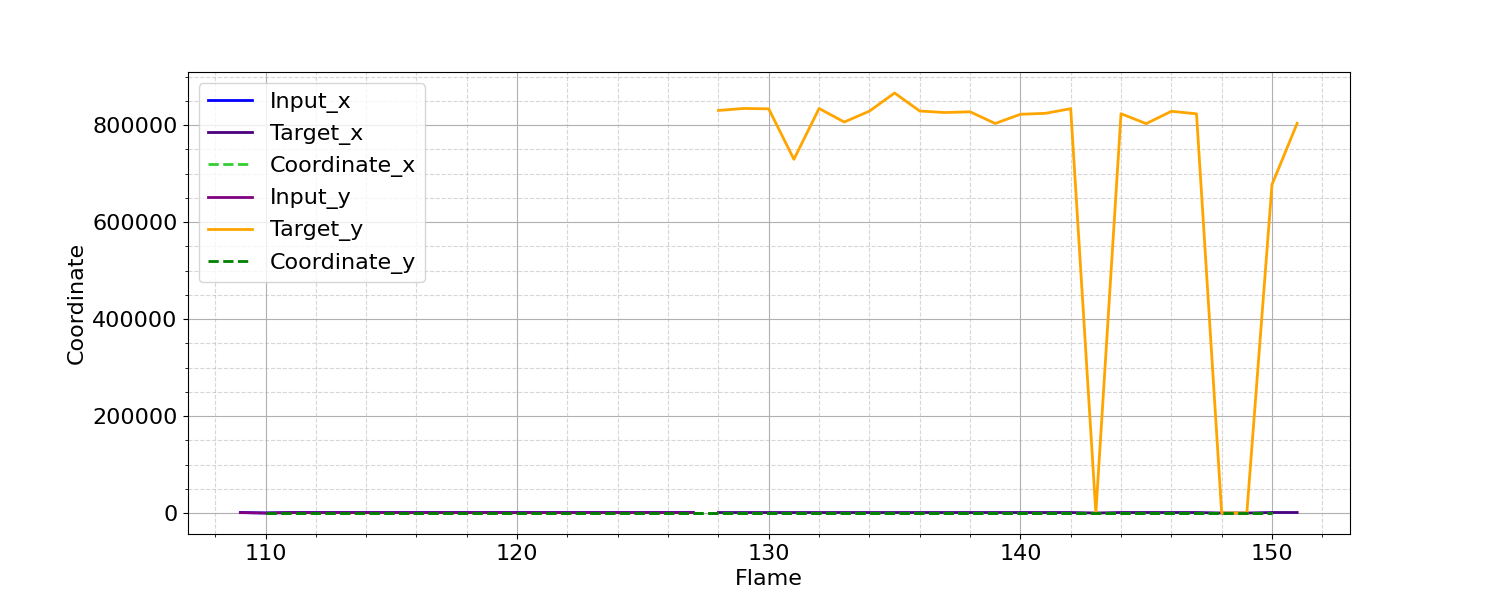 Input_x
Target_x
Coordinate_x
Input_y
Target_y
Coordinate_y
800000
600000
400000
200000
0
Coordinate
110 120 130 140 150
Flame